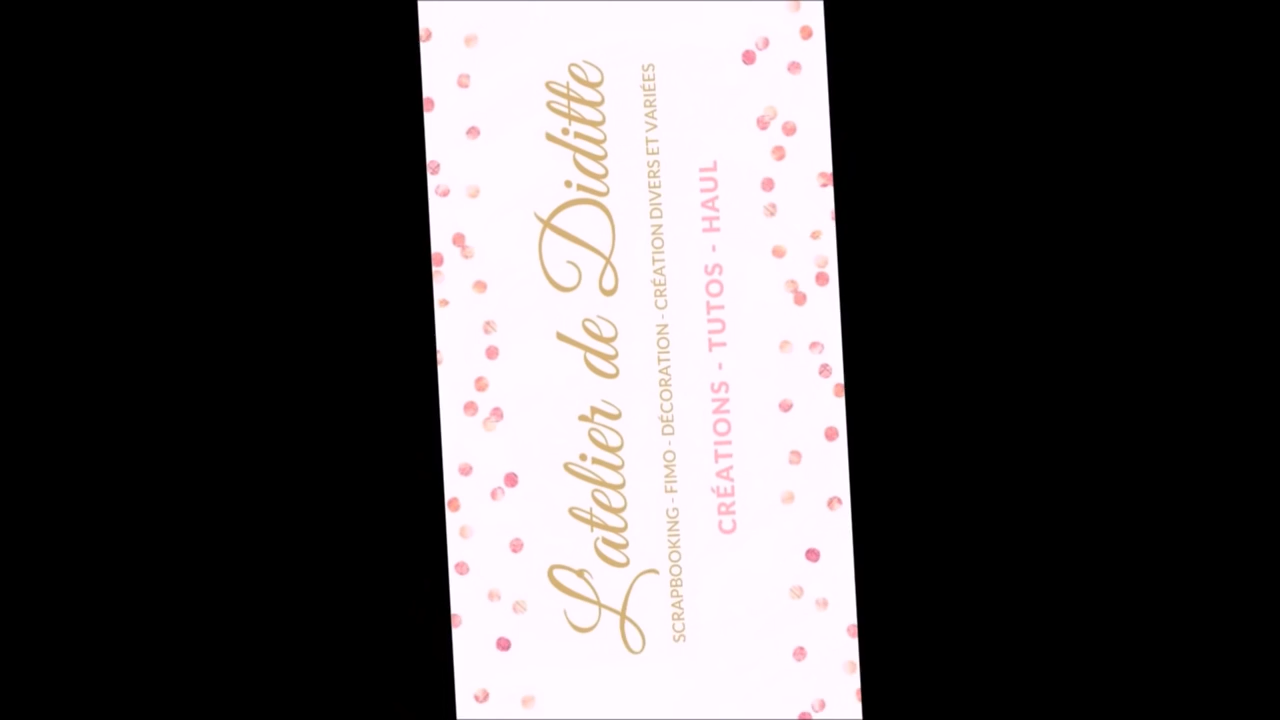 L'atelier de Diditte
SCRAPBOOKING - FIMO - DÉCORATION - CRÉATION DIVERS ET VARIÉES
CRÉATIONS - TUTOS - HAUL